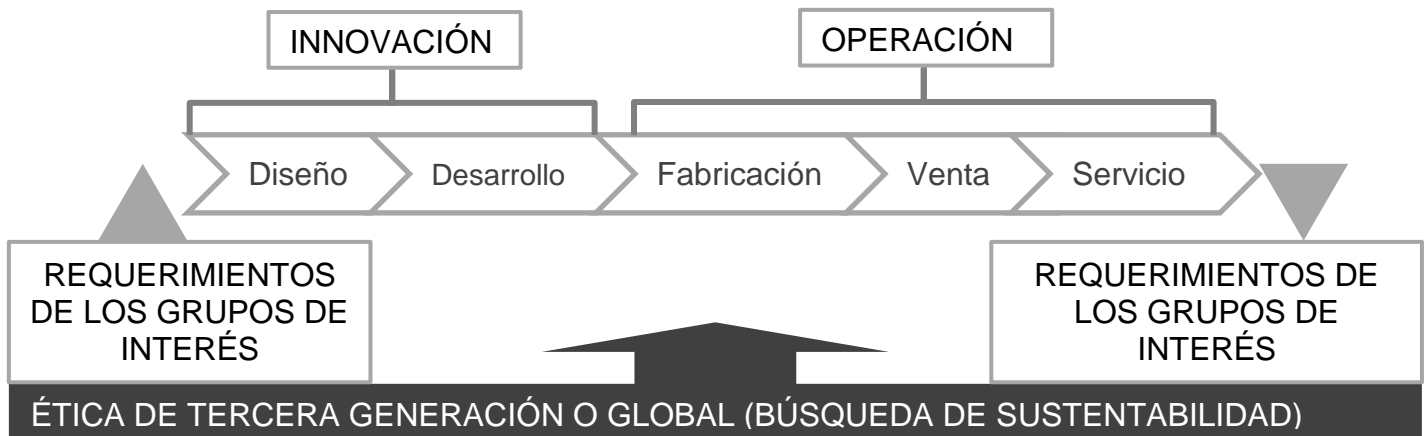 INNOVACIÓN
OPERACIÓN
Diseño
Desarrollo
Fabricación
Venta
Servicio
REQUERIMIENTOS
DE LOS GRUPOS DE
INTERÉS
REQUERIMIENTOS DE
LOS GRUPOS DE
INTERÉS
ÉTICA DE TERCERA GENERACIÓN O GLOBAL (BÚSQUEDA DE SUSTENTABILIDAD)